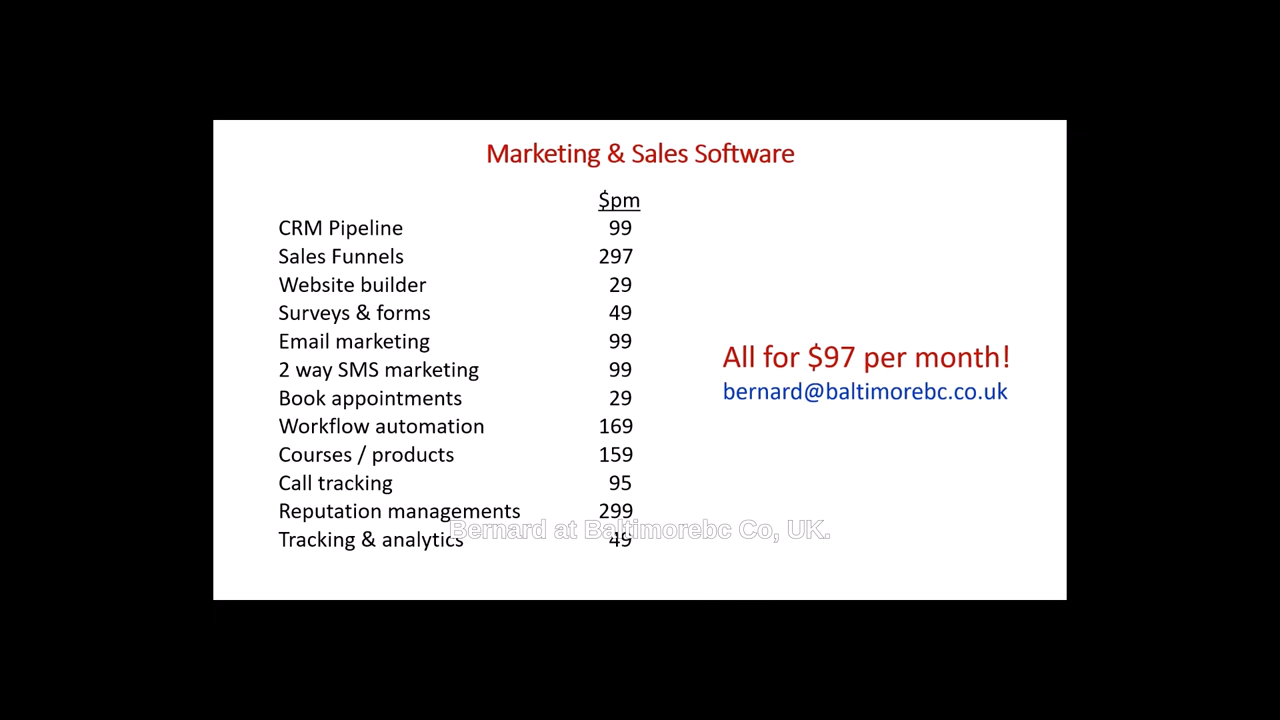 Marketing & Sales Software
$pm
CRM Pipeline 99
Sales Funnels 297
Website builder 29
Surveys & forms 49
Email marketing 99
2 way SMS marketing 99
Book appointments 29
Workflow automation 169
Courses / products 159
Call tracking 95
Reputation managements 299
Tracking & analytics 49
All for $97 per month!
bernard@baltimorebc.co.uk
Bernard at Baltimorebc Co, UK.